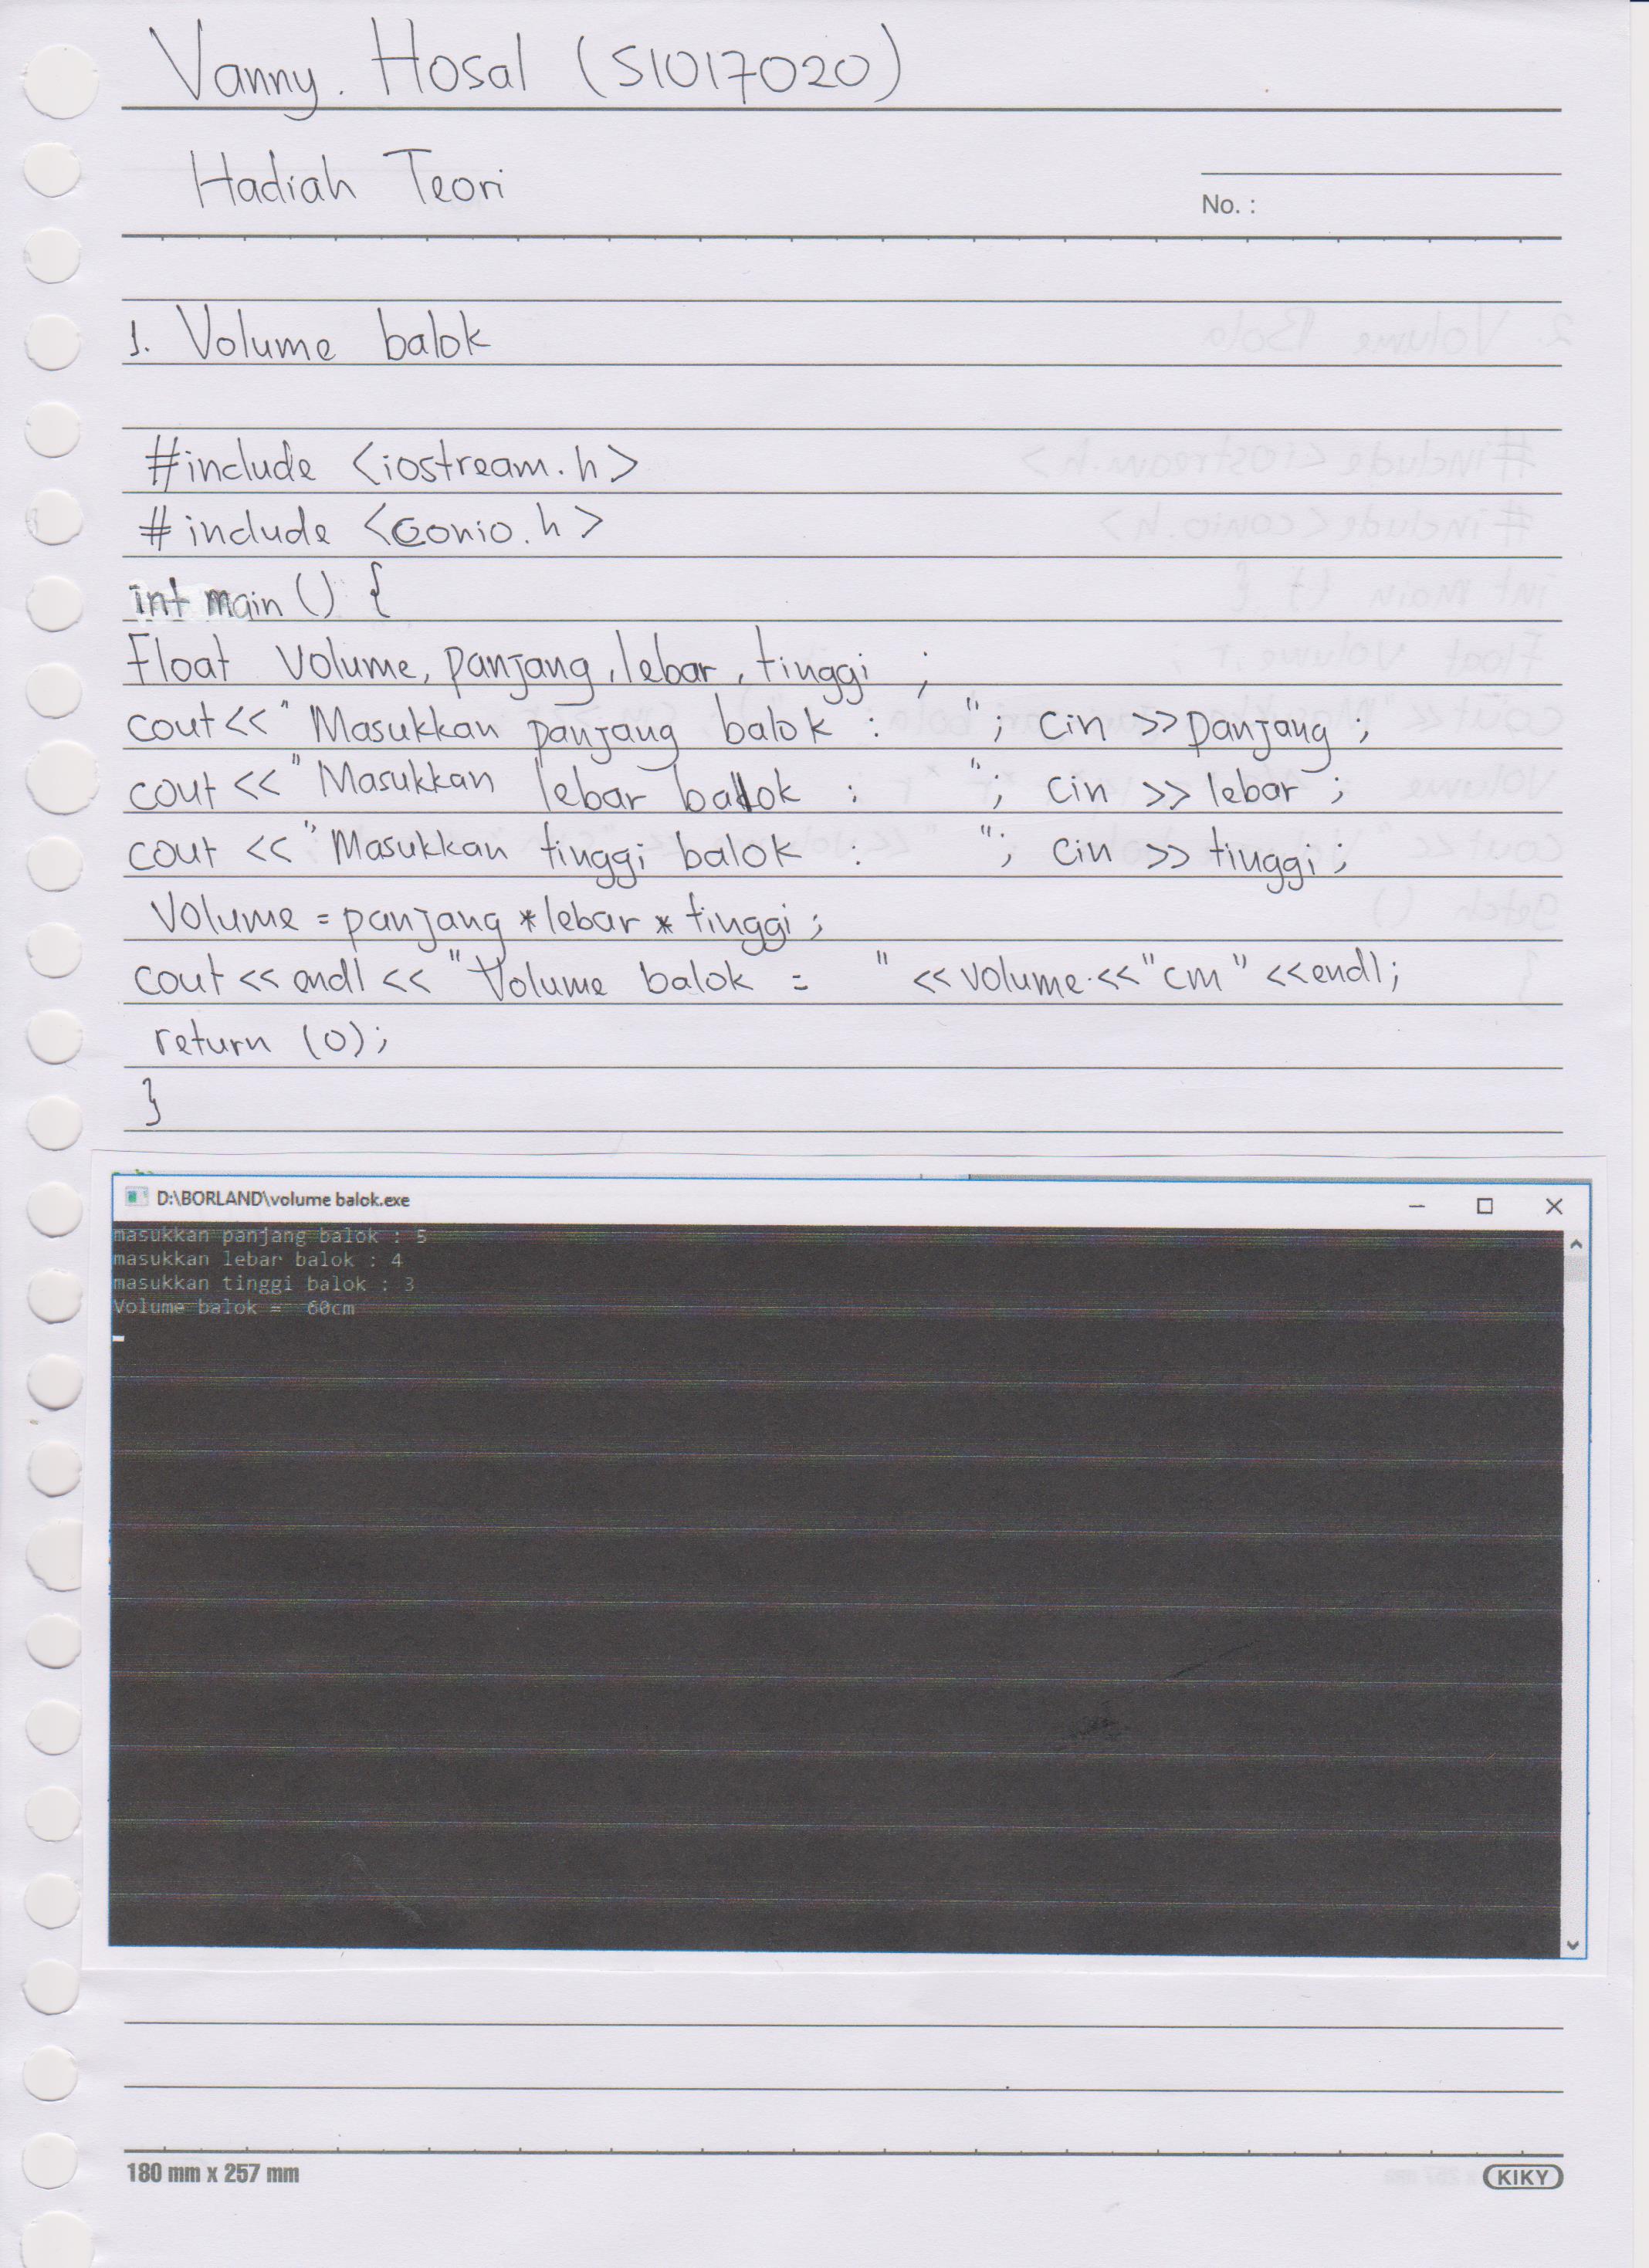 Vanny. Hosal (S1017020)
Hadiah Teori
No. :
1. Volume balok
#include <iostream.h>
#include <conio.h>
int main () {
Float Volume, panjang, lebar, tinggi ;
cout<<" Masukkan panjang balok : "; cin >>panjang ;
cout <<" Masukkan lebar balok : "; cin >> lebar ;
cout <<" Masukkan tinggi balok : "; cin >> tinggi ;
Volume = panjang * lebar * tinggi ;
cout << endl << "Volume balok = " << volume << "cm" <<endl;
return (0);
}
D:\BORLAND\volume balok.exe
masukkan panjang balok : 5
masukkan lebar balok : 4
masukkan tinggi balok : 3
Volume balok = 60cm
180 mm x 257 mm
KIKY